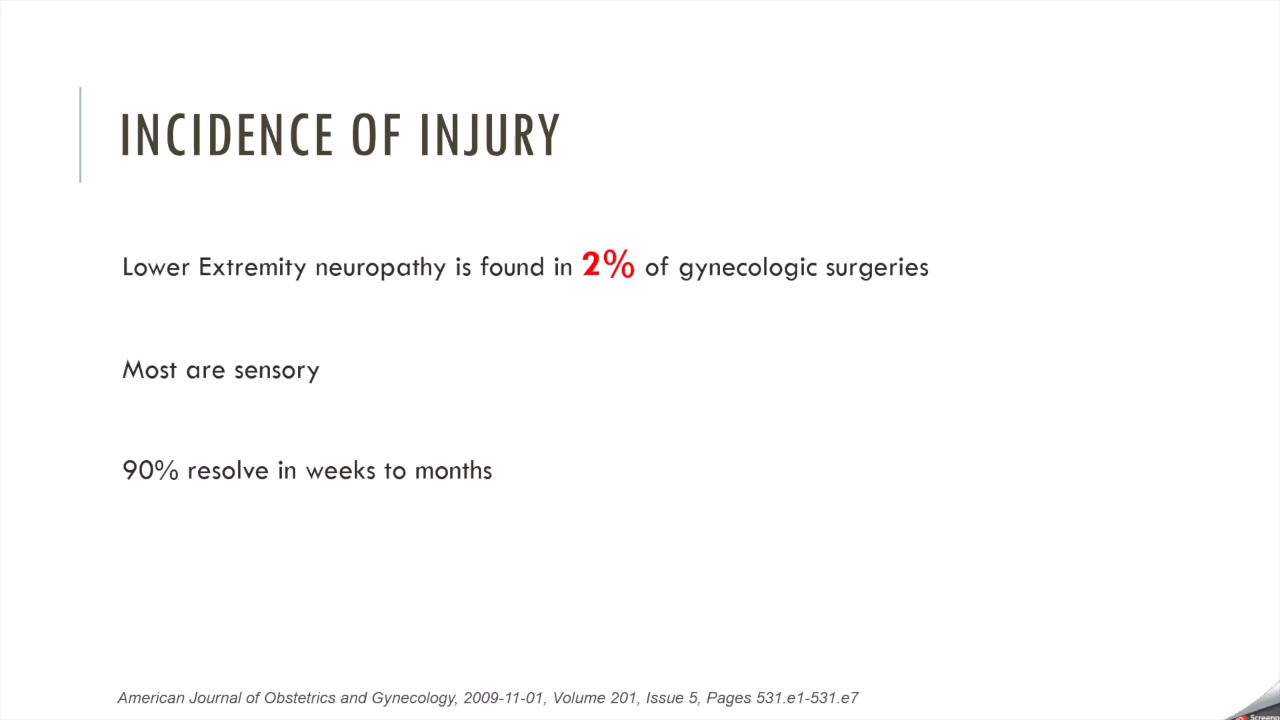 INCIDENCE OF INJURY
Lower Extremity neuropathy is found in 2% of gynecologic surgeries
Most are sensory
90% resolve in weeks to months
American Journal of Obstetrics and Gynecology, 2009-11-01, Volume 201, Issue 5, Pages 531.e1-531.e7